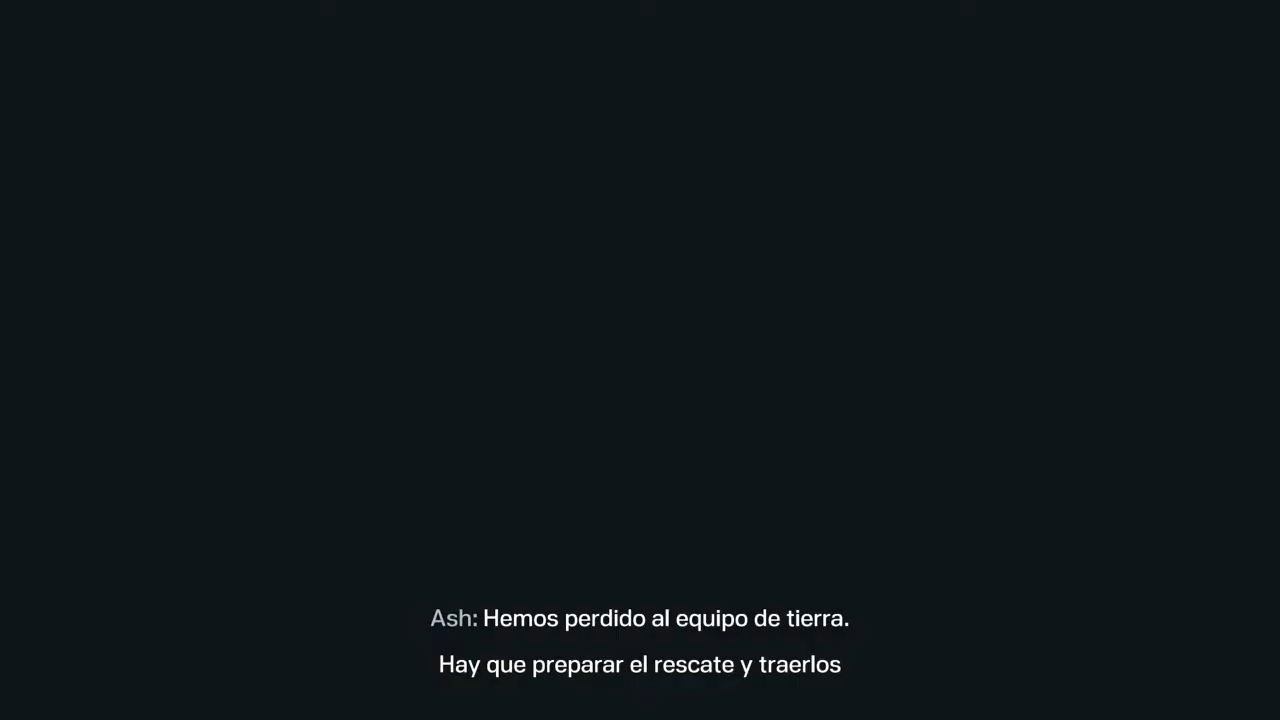 Ash: Hemos perdido al equipo de tierra.
Hay que preparar el rescate y traerlos